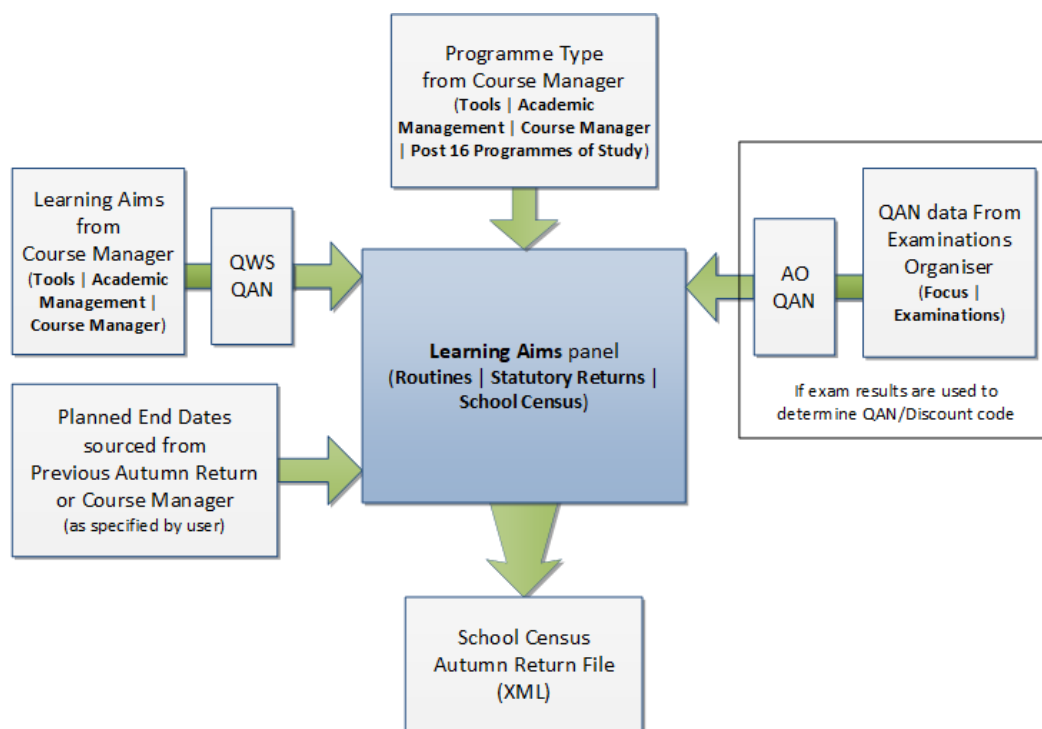 Programme Type
from Course Manager
(Tools | Academic
Management | Course Manager
| Post 16 Programmes of Study)
Learning Aims
from
Course Manager
(Tools | Academic
Management |
Course Manager)
QWS
QAN
Learning Aims panel
(Routines | Statutory Returns |
School Census)
AO
QAN
QAN data From
Examinations
Organiser
(Focus |
Examinations)
If exam results are used to
determine QAN/Discount code
Planned End Dates
sourced from
Previous Autumn Return
or Course Manager
(as specified by user)
School Census
Autumn Return File
(XML)